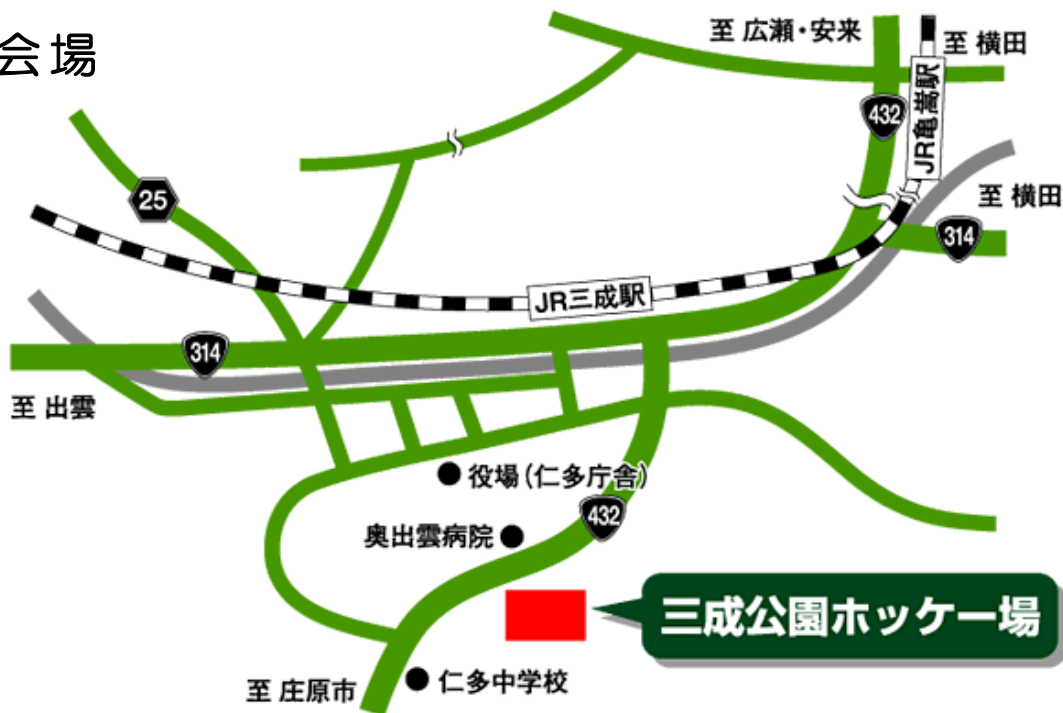 会場
至 広瀬・安来
至 横田
432
JR亀嵩駅
25
至 横田
314
JR三成駅
314
至 出雲
役場(仁多庁舎)
432
奥出雲病院
三成公園ホッケー場
仁多中学校
至 庄原市